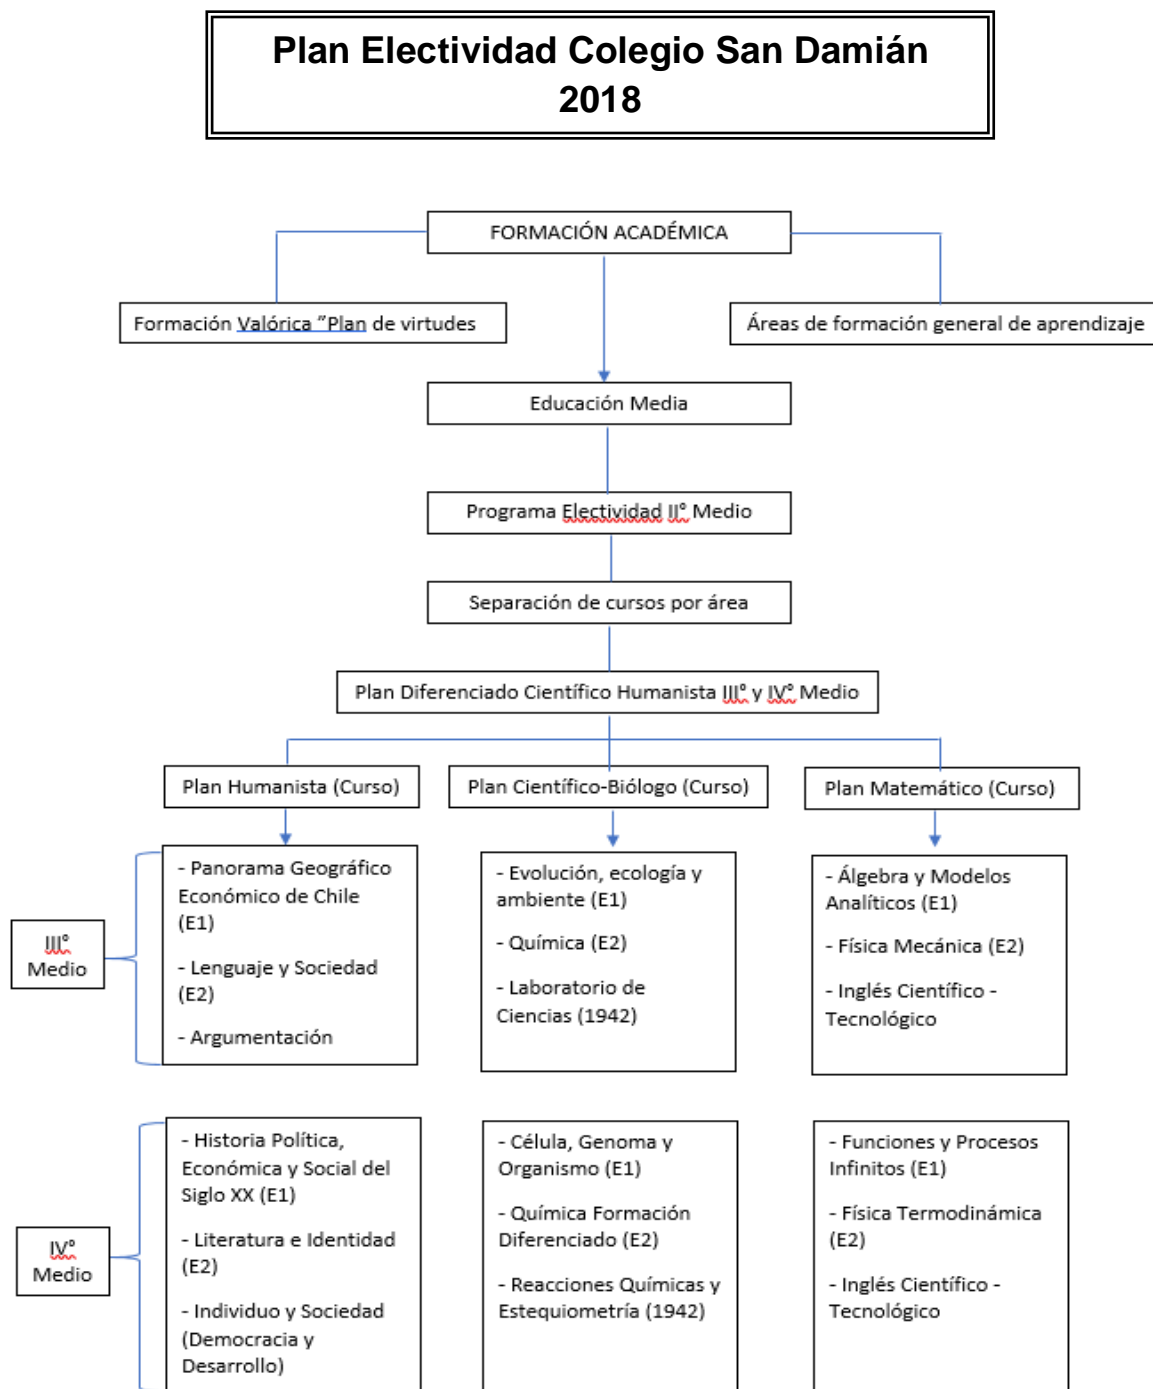 Plan Electividad Colegio San Damián
2018
FORMACIÓN ACADÉMICA
Formación Valórica "Plan de virtudes
Áreas de formación general de aprendizaje
Educación Media
Programa Electividad II° Medio
Separación de cursos por área
Plan Diferenciado Científico Humanista III° y IV° Medio
Plan Humanista (Curso)
Plan Científico-Biólogo (Curso)
Plan Matemático (Curso)
III°
Medio
- Panorama Geográfico
Económico de Chile
(E1)
- Lenguaje y Sociedad
(E2)
- Argumentación
- Evolución, ecología y
ambiente (E1)
- Química (E2)
- Laboratorio de
Ciencias (1942)
- Álgebra y Modelos
Analíticos (E1)
- Física Mecánica (E2)
- Inglés Científico -
Tecnológico
IV°
Medio
- Historia Política,
Económica y Social del
Siglo XX (E1)
- Literatura e Identidad
(E2)
- Individuo y Sociedad
(Democracia y
Desarrollo)
- Célula, Genoma y
Organismo (E1)
- Química Formación
Diferenciado (E2)
- Reacciones Químicas y
Estequiometría (1942)
- Funciones y Procesos
Infinitos (E1)
- Física Termodinámica
(E2)
- Inglés Científico -
Tecnológico